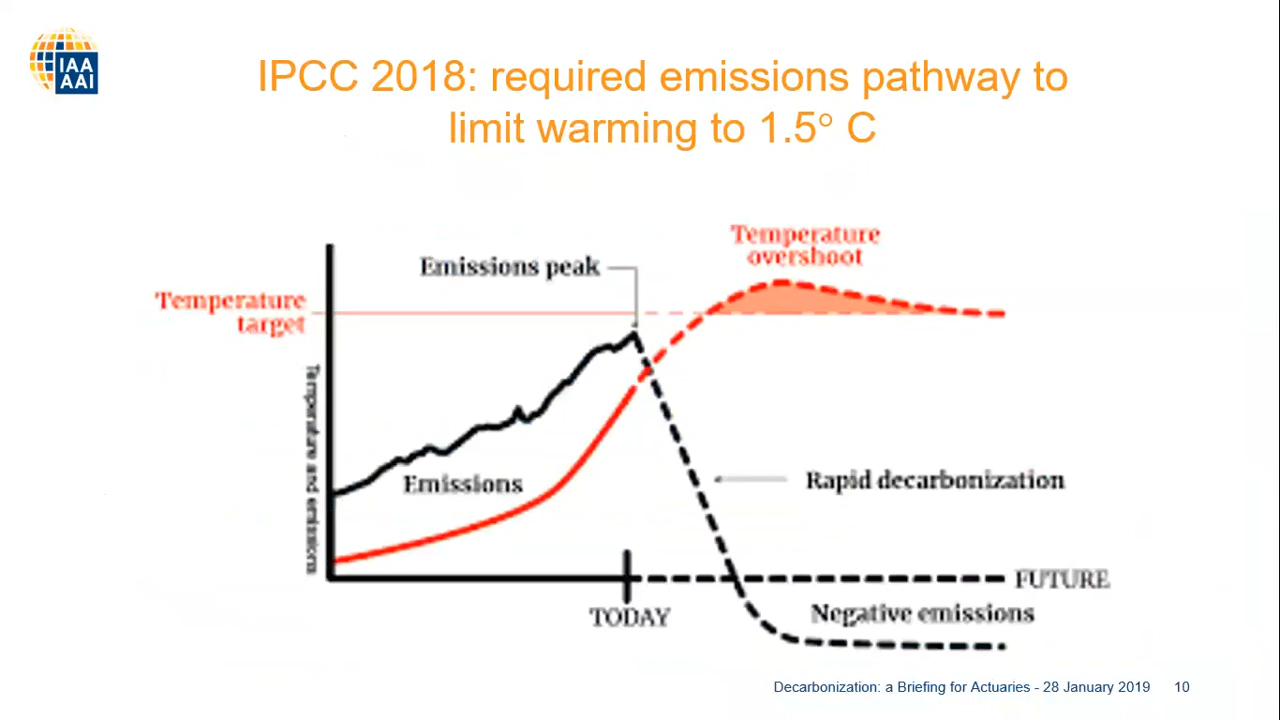 IAA
AAI
IPCC 2018: required emissions pathway to
limit warming to 1.5° C
Temperature
overshoot
Emissions peak
Temperature
target
Temperature and emissions
Emissions
Rapid decarbonization
FUTURE
TODAY
Negative emissions
Decarbonization: a Briefing for Actuaries - 28 January 2019 10